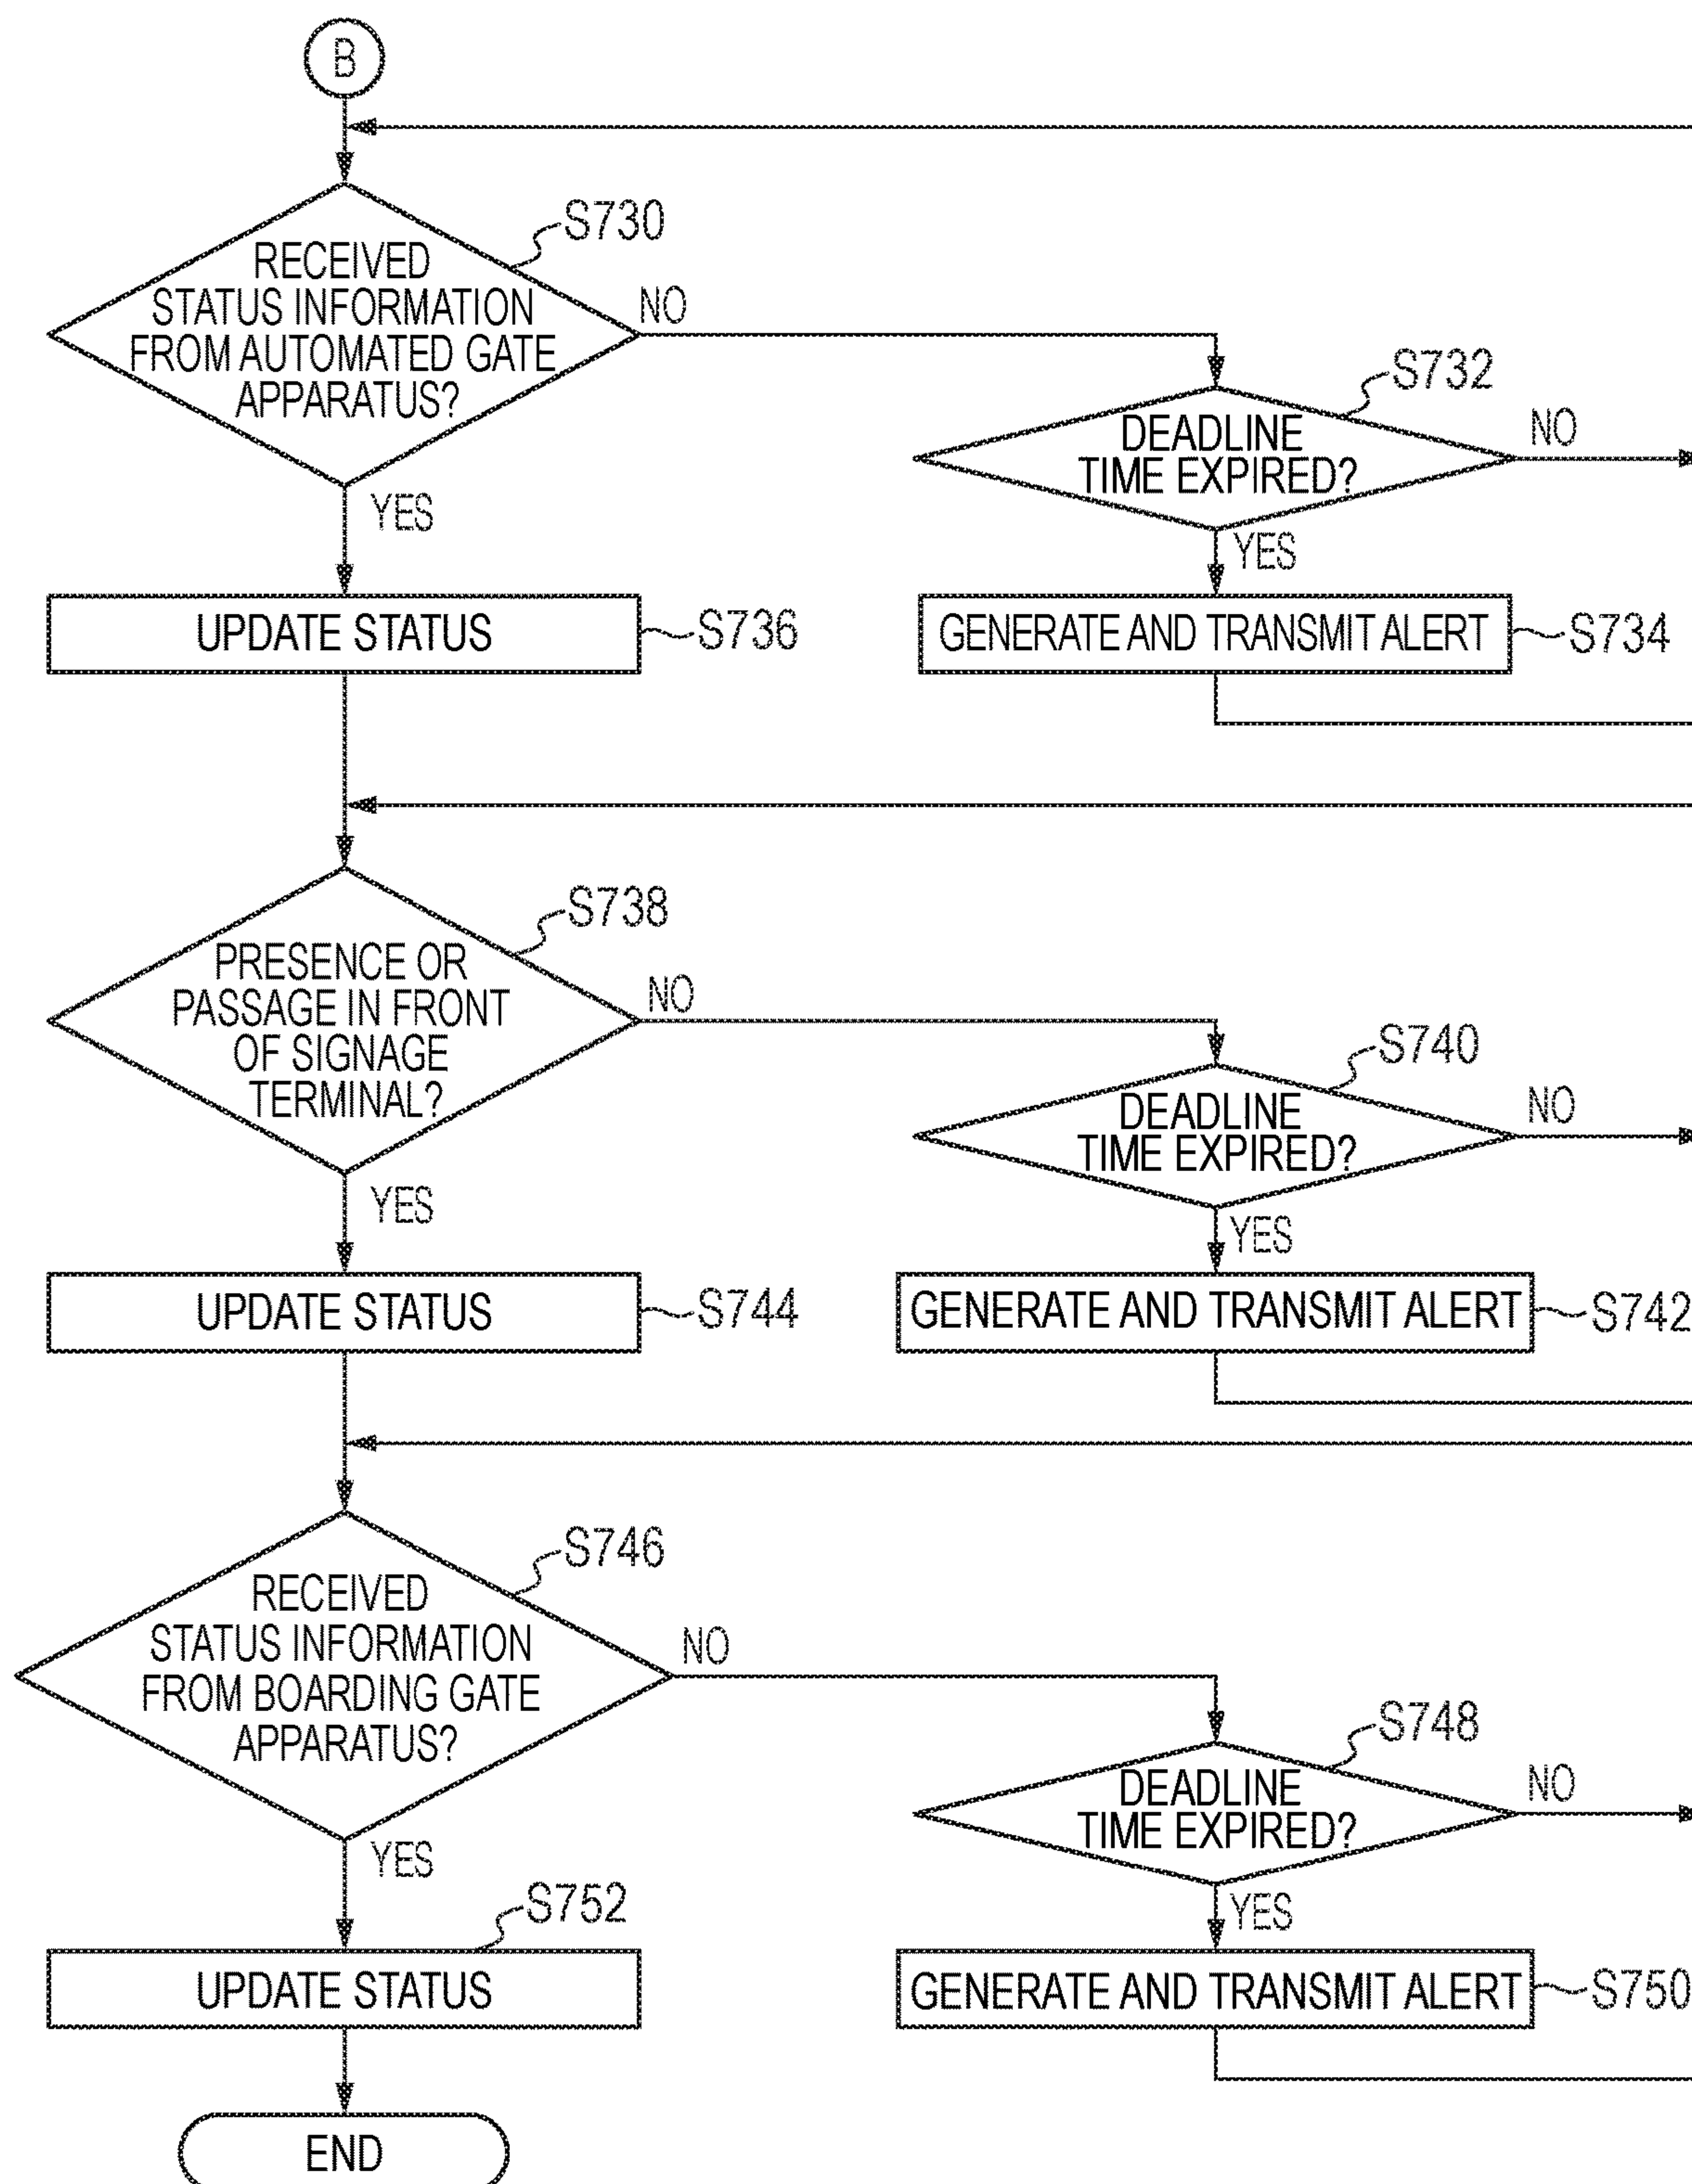 B
S730
RECEIVED
STATUS INFORMATION
FROM AUTOMATED GATE
APPARATUS?
NO
S732
DEADLINE
TIME EXPIRED?
NO
YES
YES
UPDATE STATUS
S736
GENERATE AND TRANSMIT ALERT
S734
S738
PRESENCE OR
PASSAGE IN FRONT
OF SIGNAGE
TERMINAL?
NO
S740
DEADLINE
TIME EXPIRED?
NO
YES
YES
UPDATE STATUS
S744
GENERATE AND TRANSMIT ALERT
S742
S746
RECEIVED
STATUS INFORMATION
FROM BOARDING GATE
APPARATUS?
NO
S748
DEADLINE
TIME EXPIRED?
NO
YES
YES
S752
UPDATE STATUS
GENERATE AND TRANSMIT ALERT
S750
END